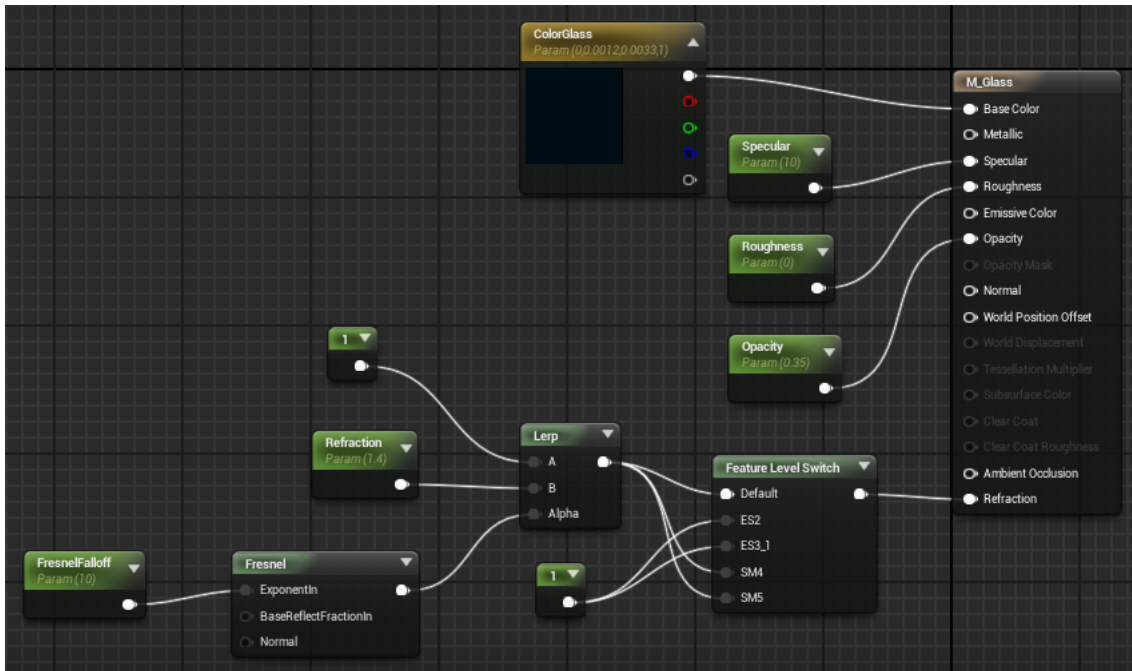 ColorGlass
Param (0,0.0012,0.0033,1)
M_Glass
Base Color
Metallic
Specular
Roughness
Emissive Color
Opacity
Opacity Mask
Normal
World Position Offset
World Displacement
Tessellation Multiplier
Subsurface Color
Clear Coat
Clear Coat Roughness
Ambient Occlusion
Refraction
Specular
Param (10)
Roughness
Param (0)
Opacity
Param (0.35)
1
Refraction
Param (1.4)
Lerp
A
B
Alpha
Feature Level Switch
Default
ES2
ES3_1
SM4
SM5
FresnelFalloff
Param (10)
Fresnel
ExponentIn
BaseReflectFractionIn
Normal
1